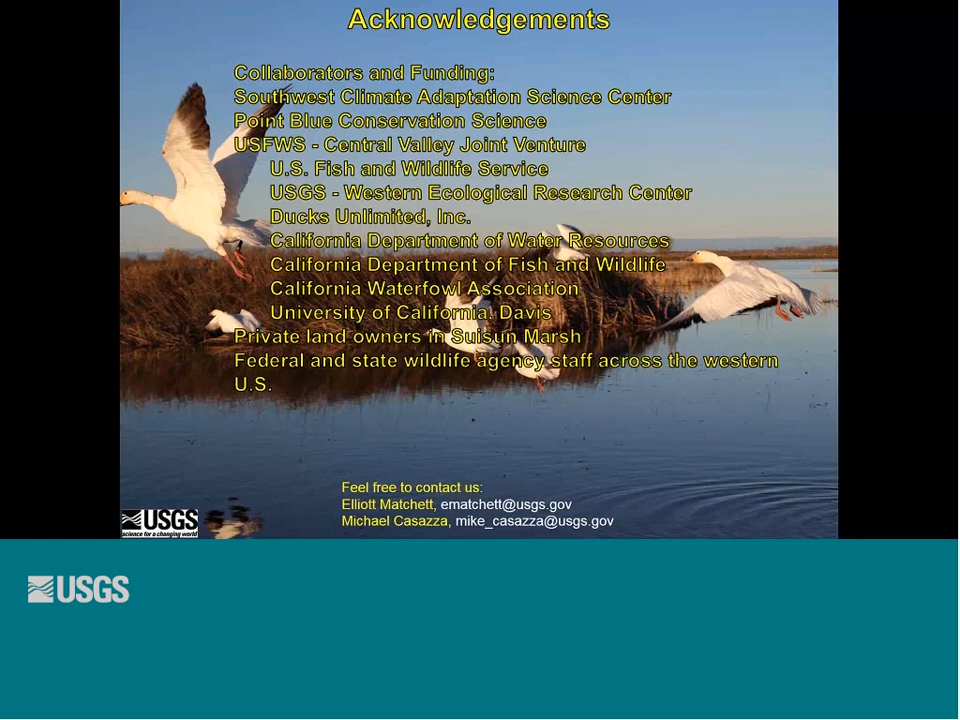 Acknowledgements
Collaborators and Funding:
Southwest Climate Adaptation Science Center
Point Blue Conservation Science
USFWS - Central Valley Joint Venture
U.S. Fish and Wildlife Service
USGS - Western Ecological Research Center
Ducks Unlimited, Inc.
California Department of Water Resources
California Department of Fish and Wildlife
California Waterfowl Association
University of California, Davis
Private land owners in Suisun Marsh
Federal and state wildlife agency staff across the western
U.S.
Feel free to contact us:
Elliott Matchett, ematchett@usgs.gov
Michael Casazza, mike_casazza@usgs.gov
USGS
science for a changing world
USGS